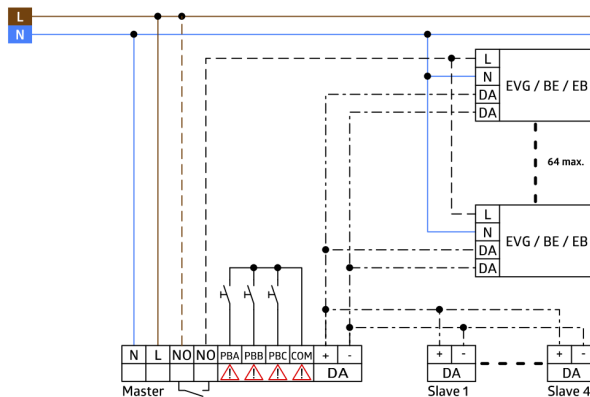 L
N
L
N EVG / BE / EB
DA
DA
64 max.
L
N EVG / BE / EB
DA
DA
N L NO NO PBA PBB PBC COM + - + - + -
DA DA DA
Master Slave 1 Slave 4